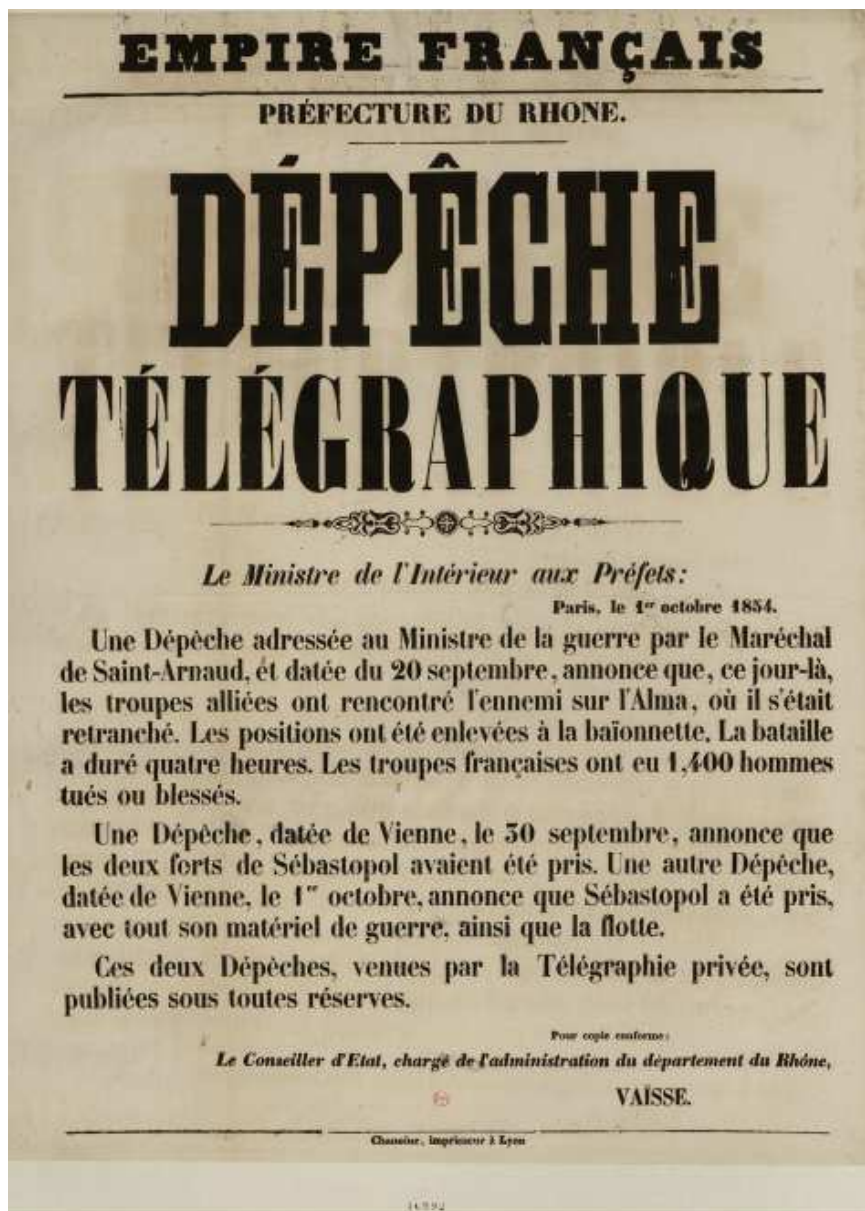 EMPIRE FRANÇAIS
PRÉFECTURE DU RHONE.
DÉPÊCHE
TÉLÉGRAPHIQUE
Le Ministre de l'Intérieur aux Préfets:
Paris, le 1er octobre 1854.
Une Dépêche adressée au Ministre de la guerre par le Maréchal
de Saint-Arnaud, ét datée du 20 septembre, annonce que, ce jour-là,
les troupes alliées ont rencontré l'ennemi sur l'Alma, où il s'était
retranché. Les positions ont été enlevées à la baïonnette. La bataille
a duré quatre heures. Les troupes françaises ont eu 1,400 hommes
tués ou blessés.
Une Dépêche, datée de Vienne, le 30 septembre, annonce que
les deux forts de Sébastopol avaient été pris. Une autre Dépêche,
datée de Vienne, le 1er octobre, annonce que Sébastopol a été pris,
avec tout son matériel de guerre, ainsi que la flotte.
Ces deux Dépêches, venues par la Télégraphie privée, sont
publiées sous toutes réserves.
Pour copie conforme:
Le Conseiller d'Etat, chargé de l'administration du département du Rhône,
VAÏSSE.
Chanoine, imprimeur à Lyon